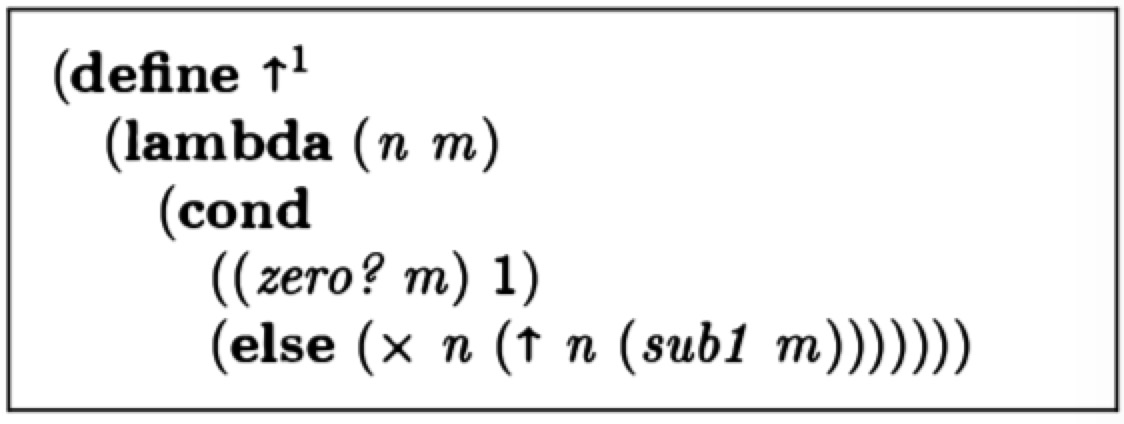 (define ↑¹
(lambda (n m)
(cond
((zero? m) 1)
(else (× n (↑ n (sub1 m)))))))